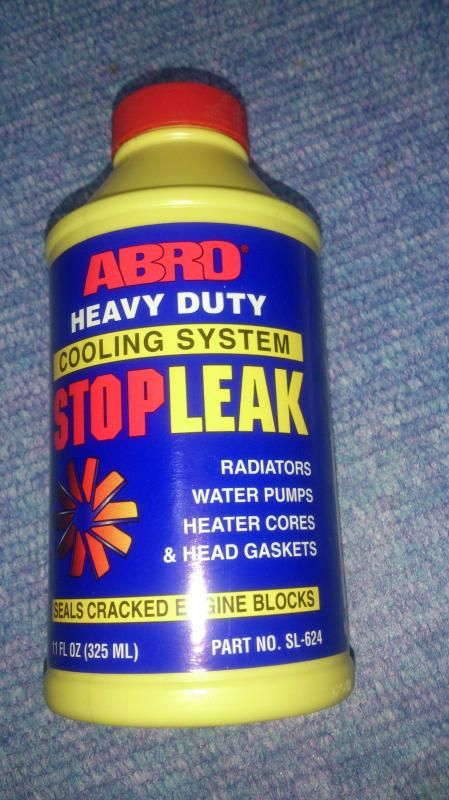 ABRO®
HEAVY DUTY
COOLING SYSTEM
STOPLEAK
RADIATORS
WATER PUMPS
HEATER CORES
& HEAD GASKETS
SEALS CRACKED ENGINE BLOCKS
11 FL OZ (325 ML) PART NO. SL-624